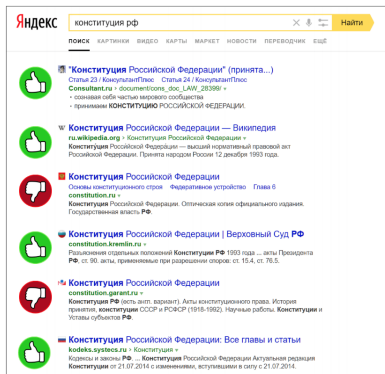 Яндекс
конституция рф
Найти
ПОИСК КАРТИНКИ ВИДЕО КАРТЫ МАРКЕТ НОВОСТИ ПЕРЕВОДЧИК ЕЩЁ
"Конституция Российской Федерации" (принята...)
Статья 23 / КонсультантПлюс Статья 24 / КонсультантПлюс
Consultant.ru › document/cons_doc_LAW_28399/
• сознавая себя частью мирового сообщества
• принимаем КОНСТИТУЦИЮ РОССИЙСКОЙ ФЕДЕРАЦИИ.
W Конституция Российской Федерации — Википедия
ru.wikipedia.org › Конституция Российской Федерации
Конститу́ция Российской Федерации — высший нормативный правовой акт
Российской Федерации. Принята народом России 12 декабря 1993 года.
Конституция Российской Федерации
Основы конституционного строя Федеративное устройство Глава 6
constitution.ru
Конституция Российской Федерации. Оптическая копия официального издания.
Государственная власть РФ.
Конституция Российской Федерации | Верховный Суд РФ
constitution.kremlin.ru
Разъяснения отдельных положений Конституции РФ 1993 года ... акты Президента
РФ, ст. 90. акты, применяемые при разрешении споров: ст. 15.4, ст. 76.5.
Конституция Российской Федерации
constitution.garant.ru
Конституция РФ (есть англ. вариант). Акты конституционного права. История
принятия, конституции СССР и РСФСР (1918-1992). Научные работы. Конституции и
Уставы субъектов РФ.
Конституция Российской Федерации: Все главы и статьи
kodeks.systecs.ru › Конституция
Кодексы и законы РФ. ... Конституция Российской Федерации Актуальная редакция
Конституции от 21.07.2014 с изменениями, вступившими в силу с 21.07.2014.